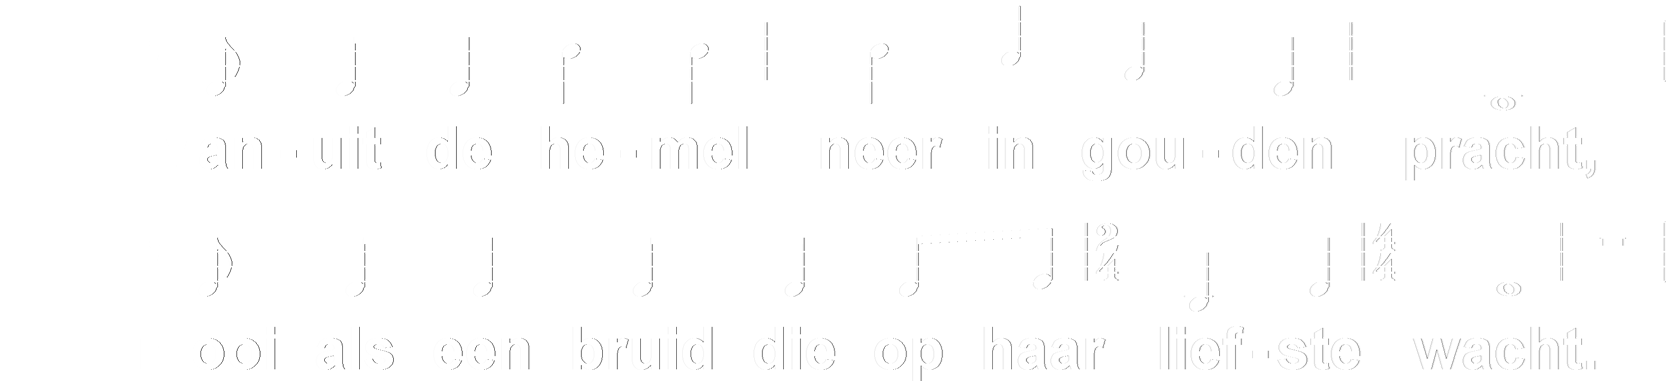 an - uit de he - mel neer in gou - den pracht,
ooi als een bruid die op haar lief - ste wacht.